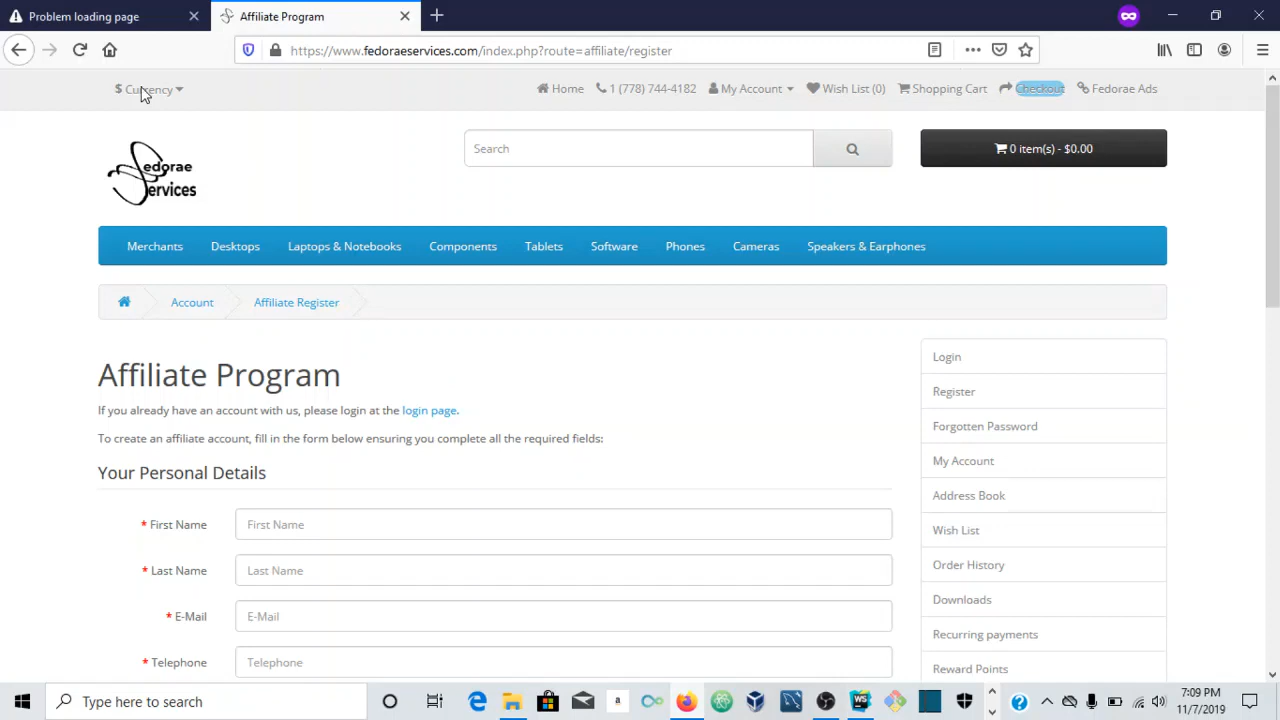 Problem loading page
Affiliate Program
https://www.fedoraeservices.com/index.php?route=affiliate/register
$ Currency
Home
1 (778) 744-4182
My Account
Wish List (0)
Shopping Cart
Checkout
Fedorae Ads
Fedorae
Services
Search
0 item(s) - $0.00
Merchants
Desktops
Laptops & Notebooks
Components
Tablets
Software
Phones
Cameras
Speakers & Earphones
Account
Affiliate Register
Affiliate Program
If you already have an account with us, please login at the login page.
To create an affiliate account, fill in the form below ensuring you complete all the required fields:
Your Personal Details
* First Name
First Name
* Last Name
Last Name
* E-Mail
E-Mail
* Telephone
Telephone
Login
Register
Forgotten Password
My Account
Address Book
Wish List
Order History
Downloads
Recurring payments
Reward Points
Type here to search
a
WS
7:09 PM
11/7/2019